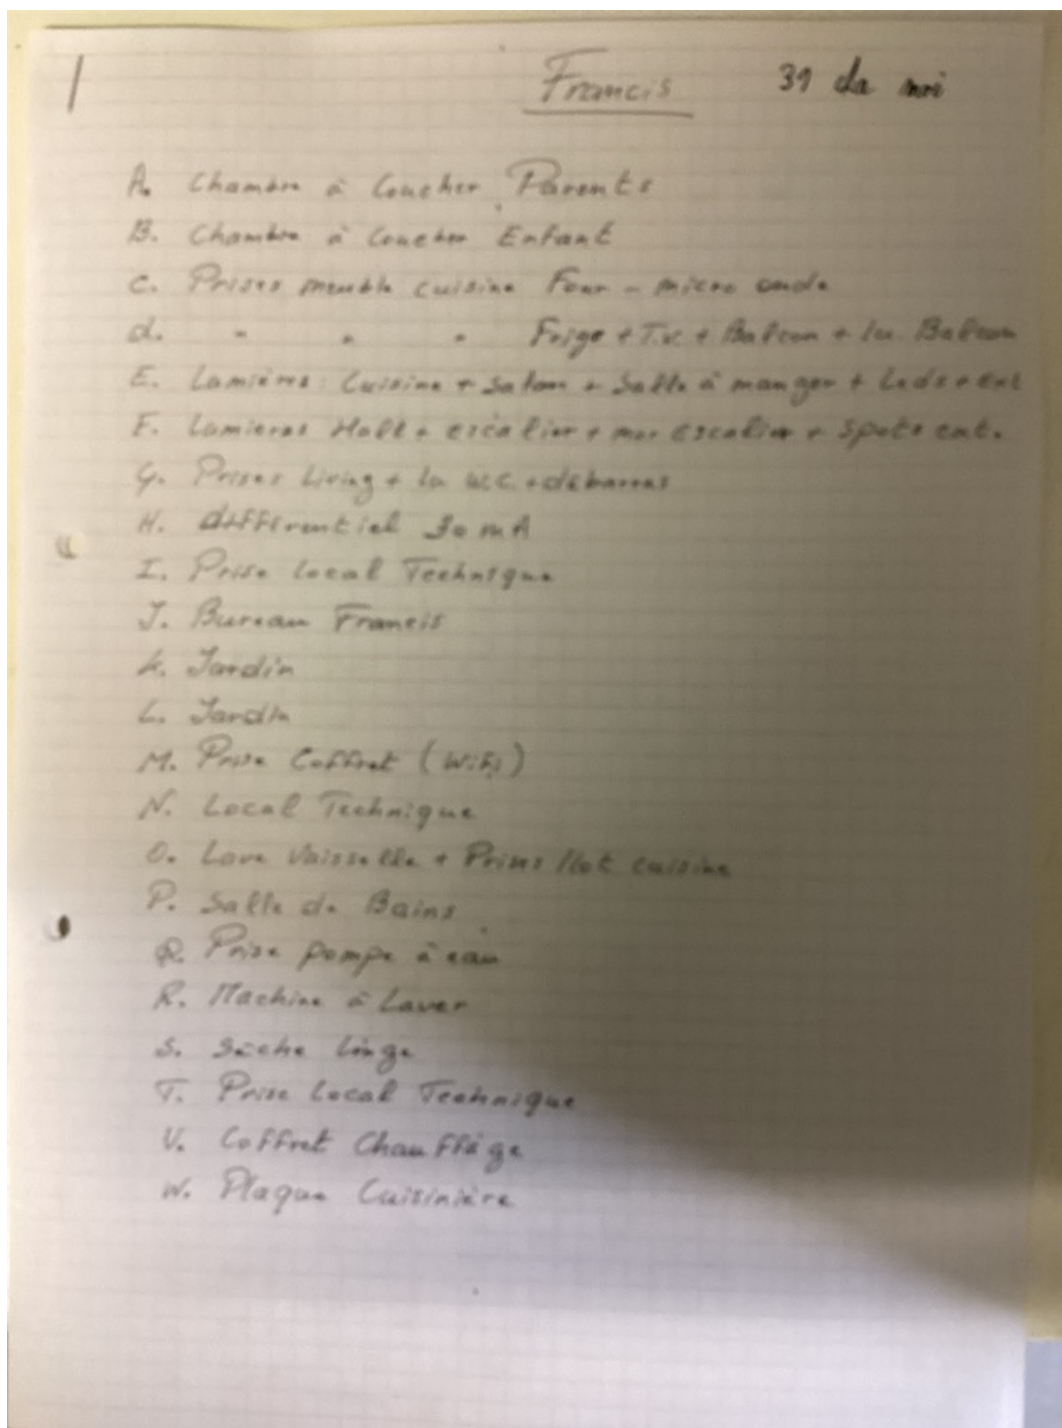 1 Francis 31
A. Chambre à Coucher Parents
B. Chambre à Coucher Enfant
C. Prises meuble cuisine Four - micro onde
d. " " " Frigo + T.V. + Balcon + lu. Balcon
E. Lumières: Cuisine + Salon + Salle à manger + Leds + Ext
F. Lumieres Hall + escalier + mur Escalier + Spots ext.
G. Prises Living + lu W.C. + débarras
H. différentiel 30 mA
I. Prise Local Technique
J. Bureau Francis
K. Jardin
L. Jardin
M. Prise Coffret (Wifi)
N. Local Technique
O. Lave Vaisselle + Prises Ilot cuisine
P. Salle de Bains
Q. Prise pompe à eau
R. Machine à Laver
S. Sèche linge
T. Prise Local Technique
V. Coffret Chauffage
W. Plaque Cuisinière